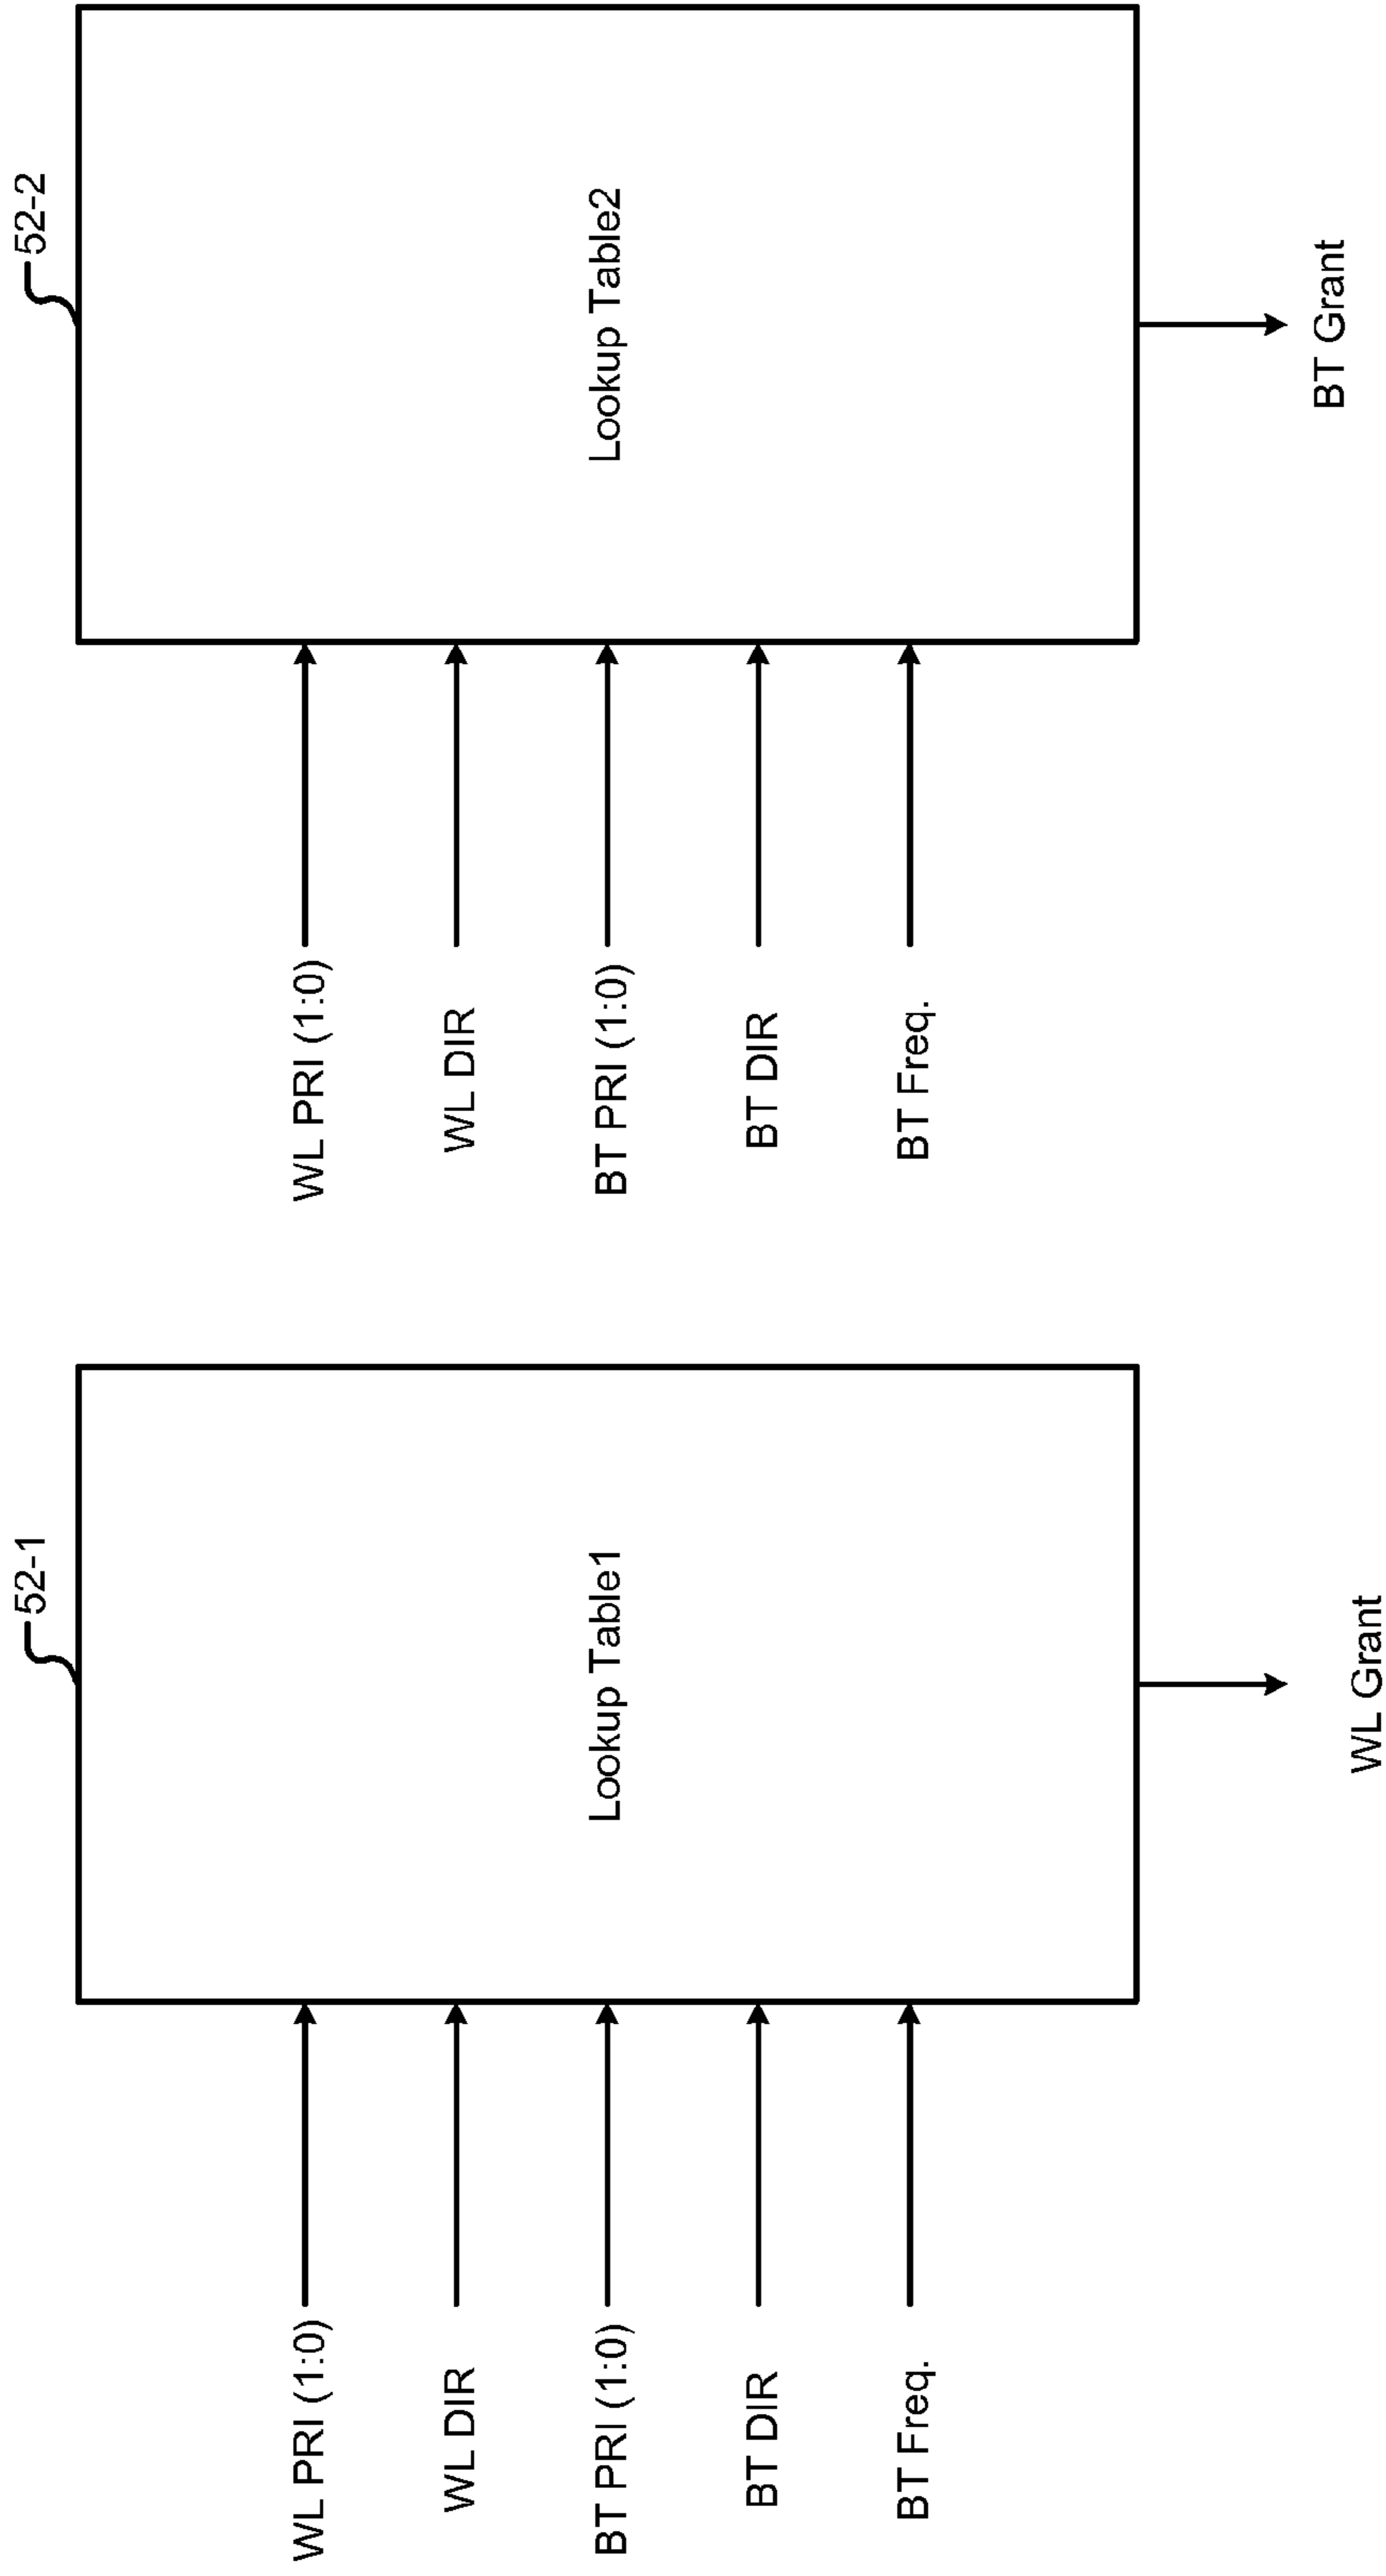 52-1
WL PRI (1:0)
WL DIR
BT PRI (1:0)
BT DIR
BT Freq.
Lookup Table1
WL Grant
52-2
WL PRI (1:0)
WL DIR
BT PRI (1:0)
BT DIR
BT Freq.
Lookup Table2
BT Grant